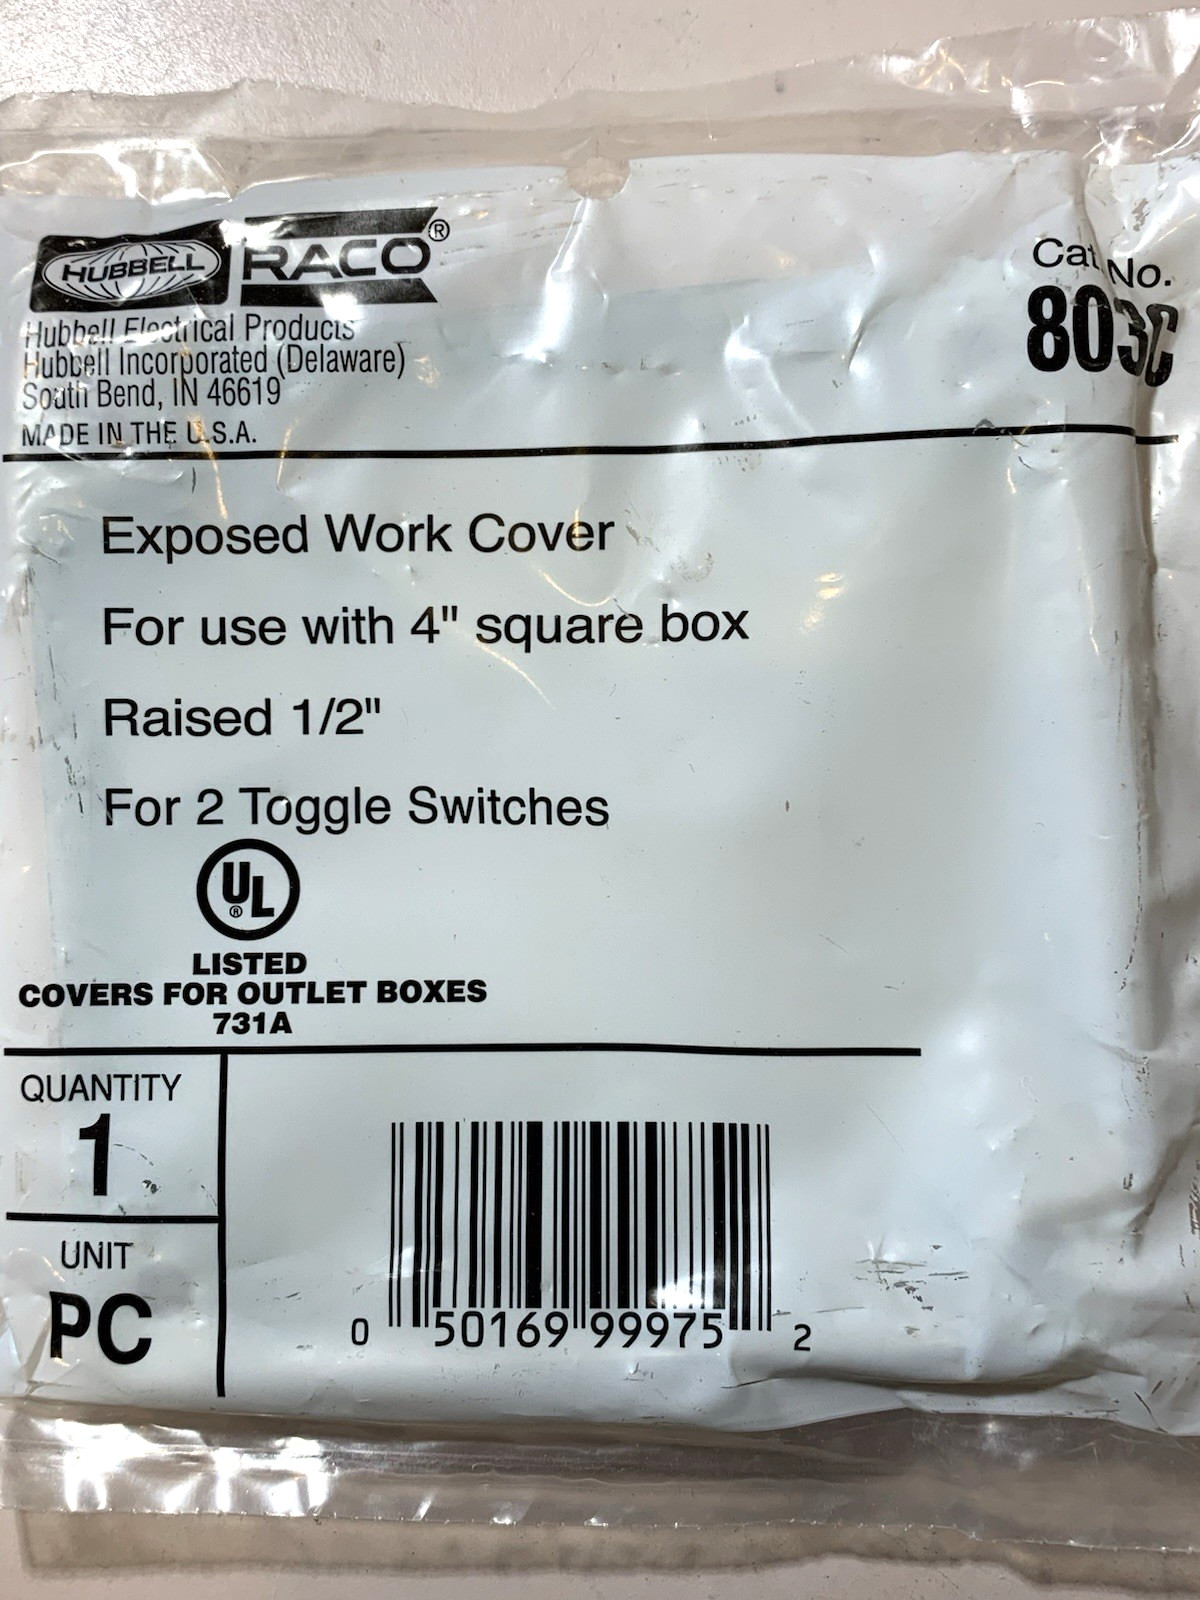 HUBBELL RACO®
Cat No.
803C
Hubbell Electrical Products
Hubbell Incorporated (Delaware)
South Bend, IN 46619
MADE IN THE U.S.A.
Exposed Work Cover
For use with 4" square box
Raised 1/2"
For 2 Toggle Switches
UL®
LISTED
COVERS FOR OUTLET BOXES
731A
QUANTITY
1
UNIT
PC
0 50169 99975 2